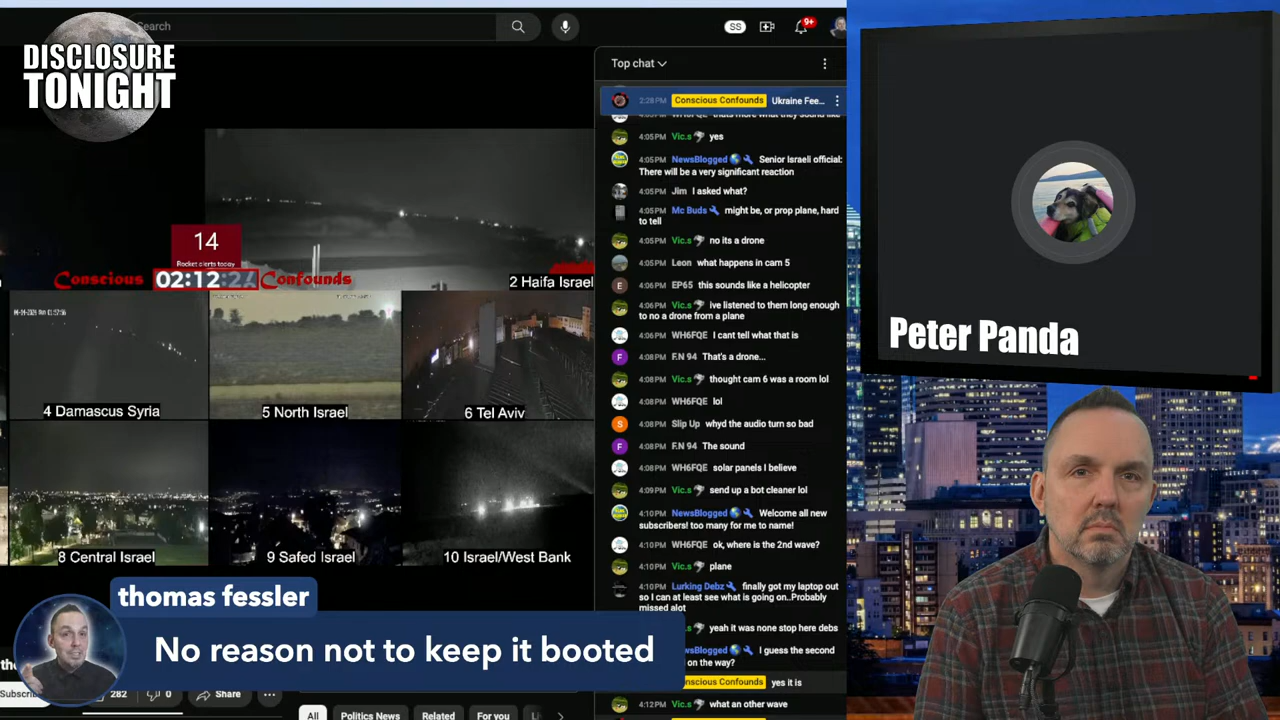 DISCLOSURE
TONIGHT
Search
SS
9+
14
Rocket alerts today
Conscious 02:12:27 Confounds
2 Haifa Israel
4 Damascus Syria
5 North Israel
6 Tel Aviv
8 Central Israel
9 Safed Israel
10 Israel/West Bank
thomas fessler
No reason not to keep it booted
Subscribe
282
0
Share
All
Politics News
Related
For you
Top chat
2:28PM Conscious Confounds Ukraine Fee...
WH6FQE thats more what they sound like
4:05PM Vic.s yes
4:05PM NewsBlogged Senior Israeli official:
There will be a very significant reaction
4:05PM Jim I asked what?
4:05PM Mc Buds might be, or prop plane, hard
to tell
4:05PM Vic.s no its a drone
4:05PM Leon what happens in cam 5
4:06PM EP65 this sounds like a helicopter
4:06PM Vic.s ive listened to them long enough
to no a drone from a plane
4:06PM WH6FQE I cant tell what that is
4:08PM F.N 94 That's a drone...
4:08PM Vic.s thought cam 6 was a room lol
4:08PM WH6FQE lol
4:08PM Slip Up whyd the audio turn so bad
4:08PM F.N 94 The sound
4:08PM WH6FQE solar panels I believe
4:09PM Vic.s send up a bot cleaner lol
4:10PM NewsBlogged Welcome all new
subscribers! too many for me to name!
4:10PM WH6FQE ok, where is the 2nd wave?
4:10PM Vic.s plane
4:10PM Lurking Debz finally got my laptop out
so I can at least see what is going on..Probably
missed alot
yeah it was none stop here debs
NewsBlogged I guess the second
on the way?
Conscious Confounds yes it is
4:12PM Vic.s what an other wave
Peter Panda